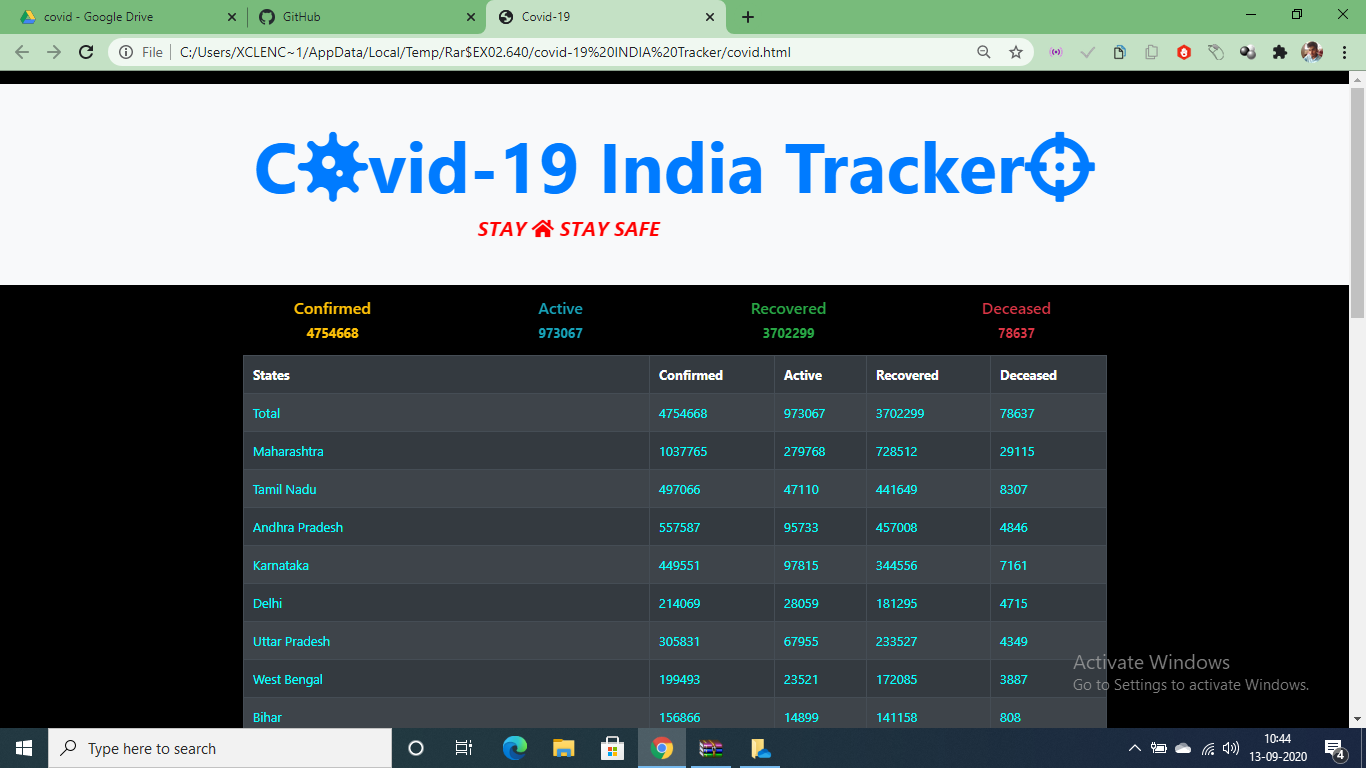 covid - Google Drive
GitHub
Covid-19
File C:/Users/XCLENC~1/AppData/Local/Temp/Rar$EX02.640/covid-19%20INDIA%20Tracker/covid.html
Cvid-19 India Tracker
STAY STAY SAFE
Confirmed Active Recovered Deceased
4754668 973067 3702299 78637
States Confirmed Active Recovered Deceased
Total 4754668 973067 3702299 78637
Maharashtra 1037765 279768 728512 29115
Tamil Nadu 497066 47110 441649 8307
Andhra Pradesh 557587 95733 457008 4846
Karnataka 449551 97815 344556 7161
Delhi 214069 28059 181295 4715
Uttar Pradesh 305831 67955 233527 4349
West Bengal 199493 23521 172085 3887
Bihar 156866 14899 141158 808
Activate Windows
Go to Settings to activate Windows.
Type here to search
10:44
13-09-2020
4